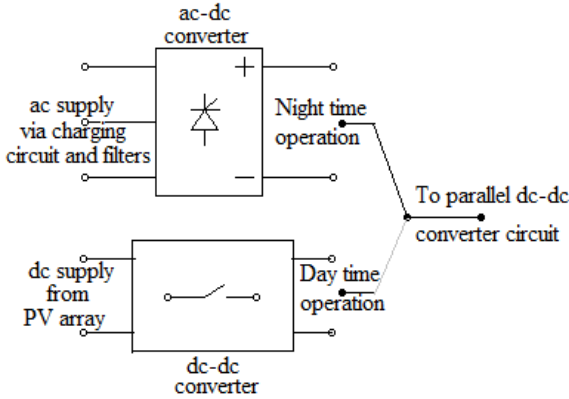 ac-dc
converter
+
ac supply
via charging
circuit and filters
−
Night time
operation
To parallel dc-dc
converter circuit
dc supply
from
PV array
Day time
operation
dc-dc
converter